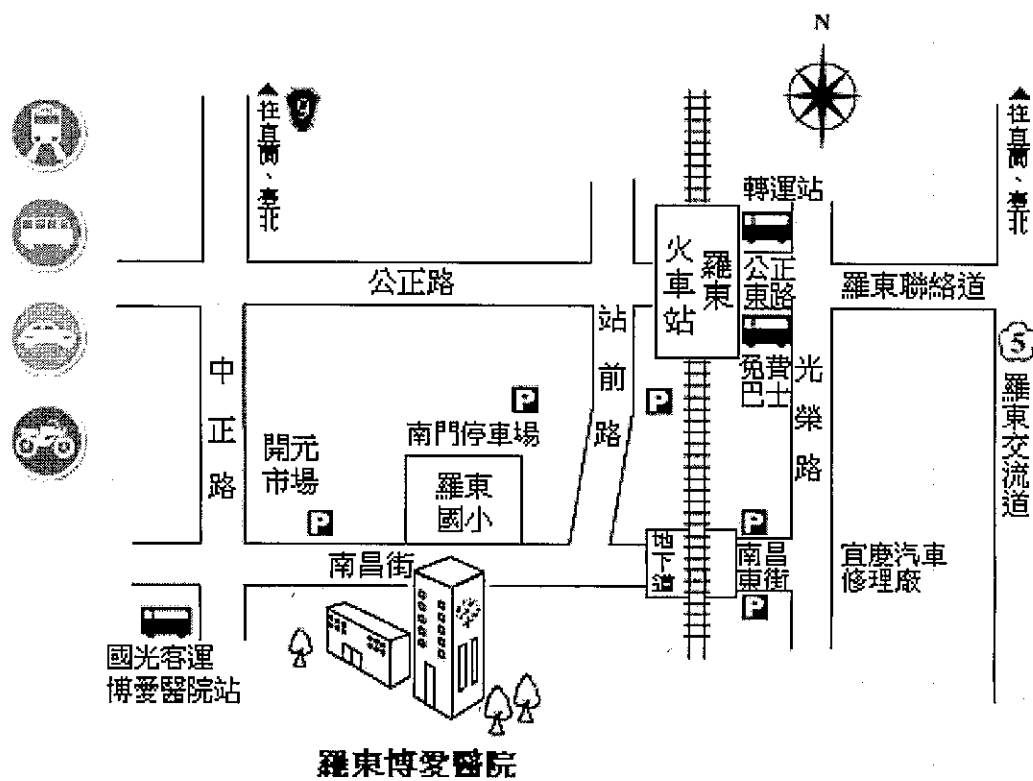 N
往宜蘭、臺北
9
往宜蘭、臺北
轉運站
公正路
火車站
羅東
公正
東路
羅東聯絡道
站前路
5
免費
巴士
中正路
光榮路
羅東交流道
P
P
南門停車場
開元
市場
羅東
國小
P
P
地下道
南昌
東街
宜慶汽車
修理廠
南昌街
P
國光客運
博愛醫院站
羅東博愛醫院